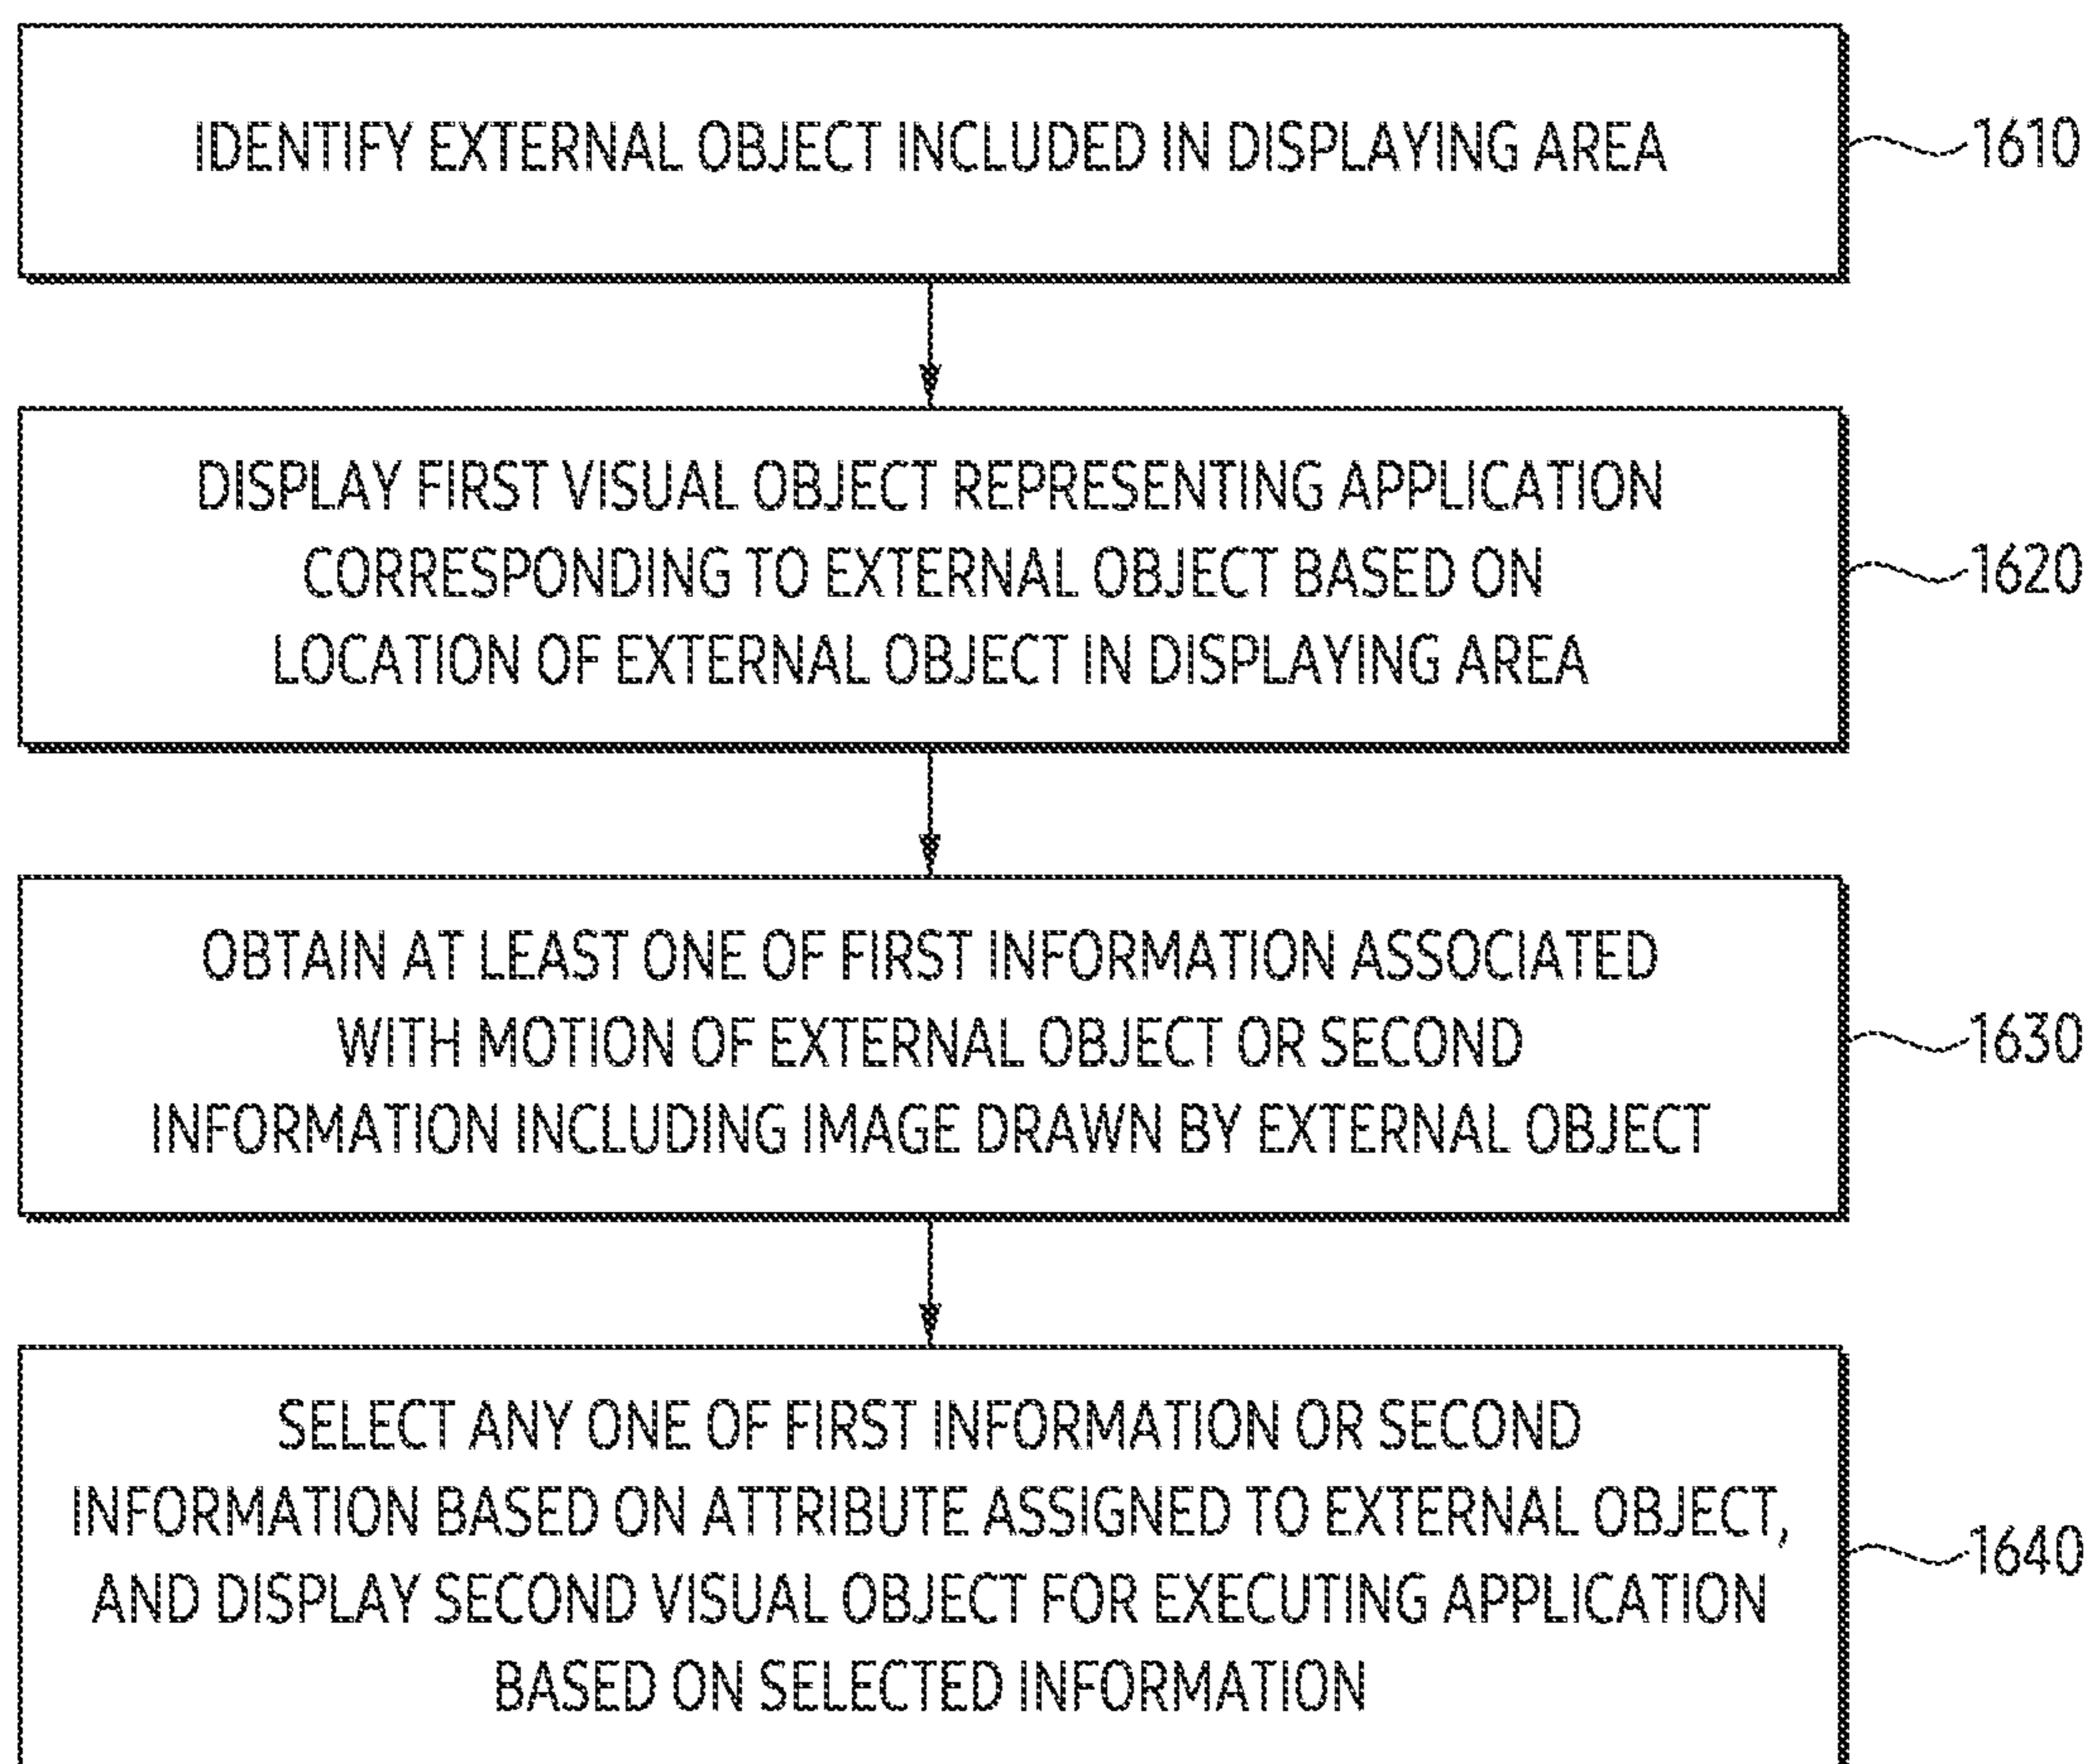 IDENTIFY EXTERNAL OBJECT INCLUDED IN DISPLAYING AREA
1610
DISPLAY FIRST VISUAL OBJECT REPRESENTING APPLICATION
CORRESPONDING TO EXTERNAL OBJECT BASED ON
LOCATION OF EXTERNAL OBJECT IN DISPLAYING AREA
1620
OBTAIN AT LEAST ONE OF FIRST INFORMATION ASSOCIATED
WITH MOTION OF EXTERNAL OBJECT OR SECOND
INFORMATION INCLUDING IMAGE DRAWN BY EXTERNAL OBJECT
1630
SELECT ANY ONE OF FIRST INFORMATION OR SECOND
INFORMATION BASED ON ATTRIBUTE ASSIGNED TO EXTERNAL OBJECT,
AND DISPLAY SECOND VISUAL OBJECT FOR EXECUTING APPLICATION
BASED ON SELECTED INFORMATION
1640